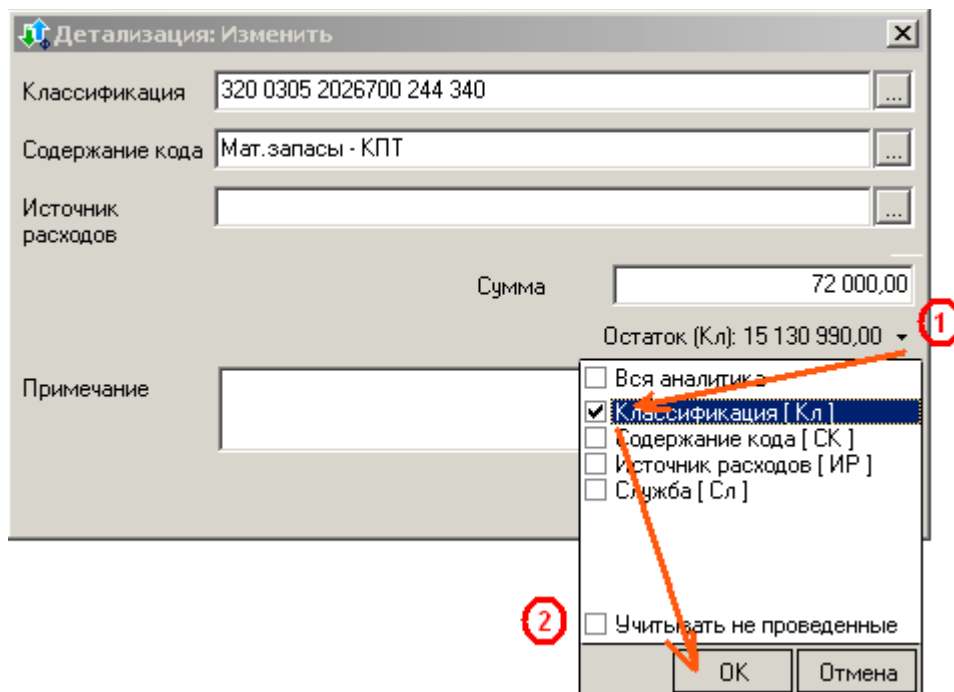 Детализация: Изменить
Классификация 320 0305 2026700 244 340 ...
Содержание кода Мат.запасы - КПТ ...
Источник расходов ...
Сумма 72 000,00
Остаток (Кл): 15 130 990,00
1
Примечание
Вся аналитика
Классификация [ Кл ]
Содержание кода [ СК ]
Источник расходов [ ИР ]
Служба [ Сл ]
2
Учитывать не проведенные
OK Отмена